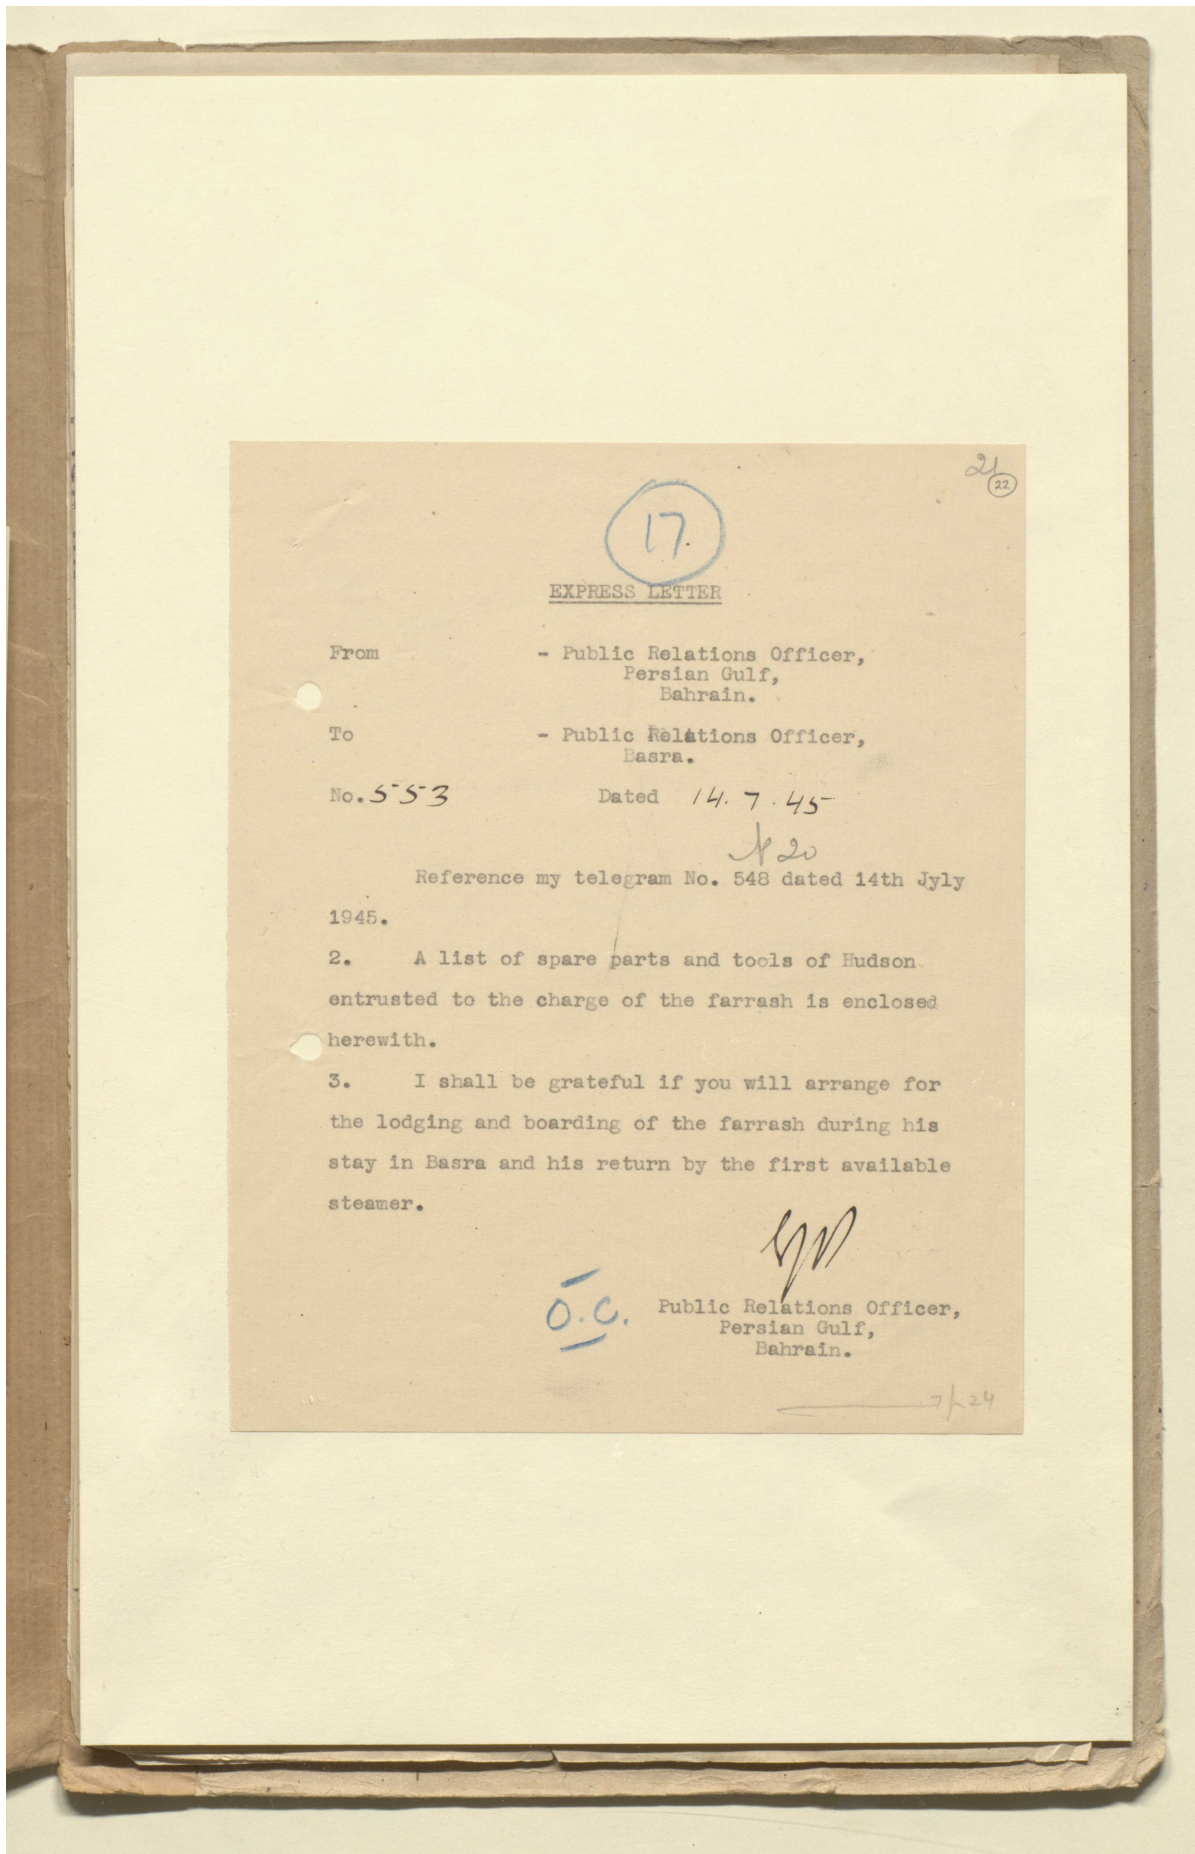 21
22
17.
EXPRESS LETTER
From - Public Relations Officer,
Persian Gulf,
Bahrain.
To - Public Relations Officer,
Basra.
No. 553 Dated 14.7.45
20
Reference my telegram No. 548 dated 14th Jyly
1945.
2. A list of spare parts and tools of Hudson
entrusted to the charge of the farrash is enclosed
herewith.
3. I shall be grateful if you will arrange for
the lodging and boarding of the farrash during his
stay in Basra and his return by the first available
steamer.
O.C. Public Relations Officer,
Persian Gulf,
Bahrain.
24